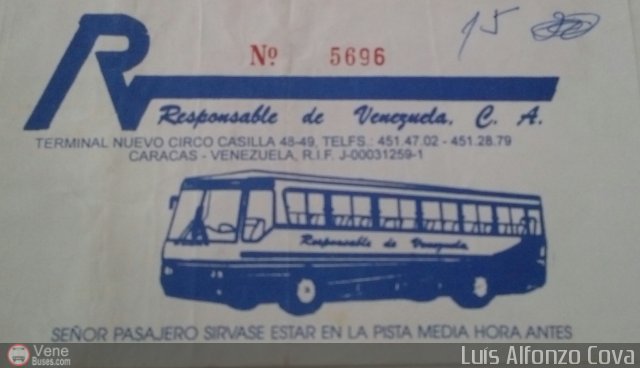 15
Nº 5696
RV
Responsable de Venezuela, C. A.
TERMINAL NUEVO CIRCO CASILLA 48-49, TELFS.: 451.47.02 - 451.28.79
CARACAS - VENEZUELA, R.I.F. J-00031259-1
Responsable de Venezuela
SEÑOR PASAJERO SIRVASE ESTAR EN LA PISTA MEDIA HORA ANTES
Vene
Buses.com
Luis Alfonzo Cova